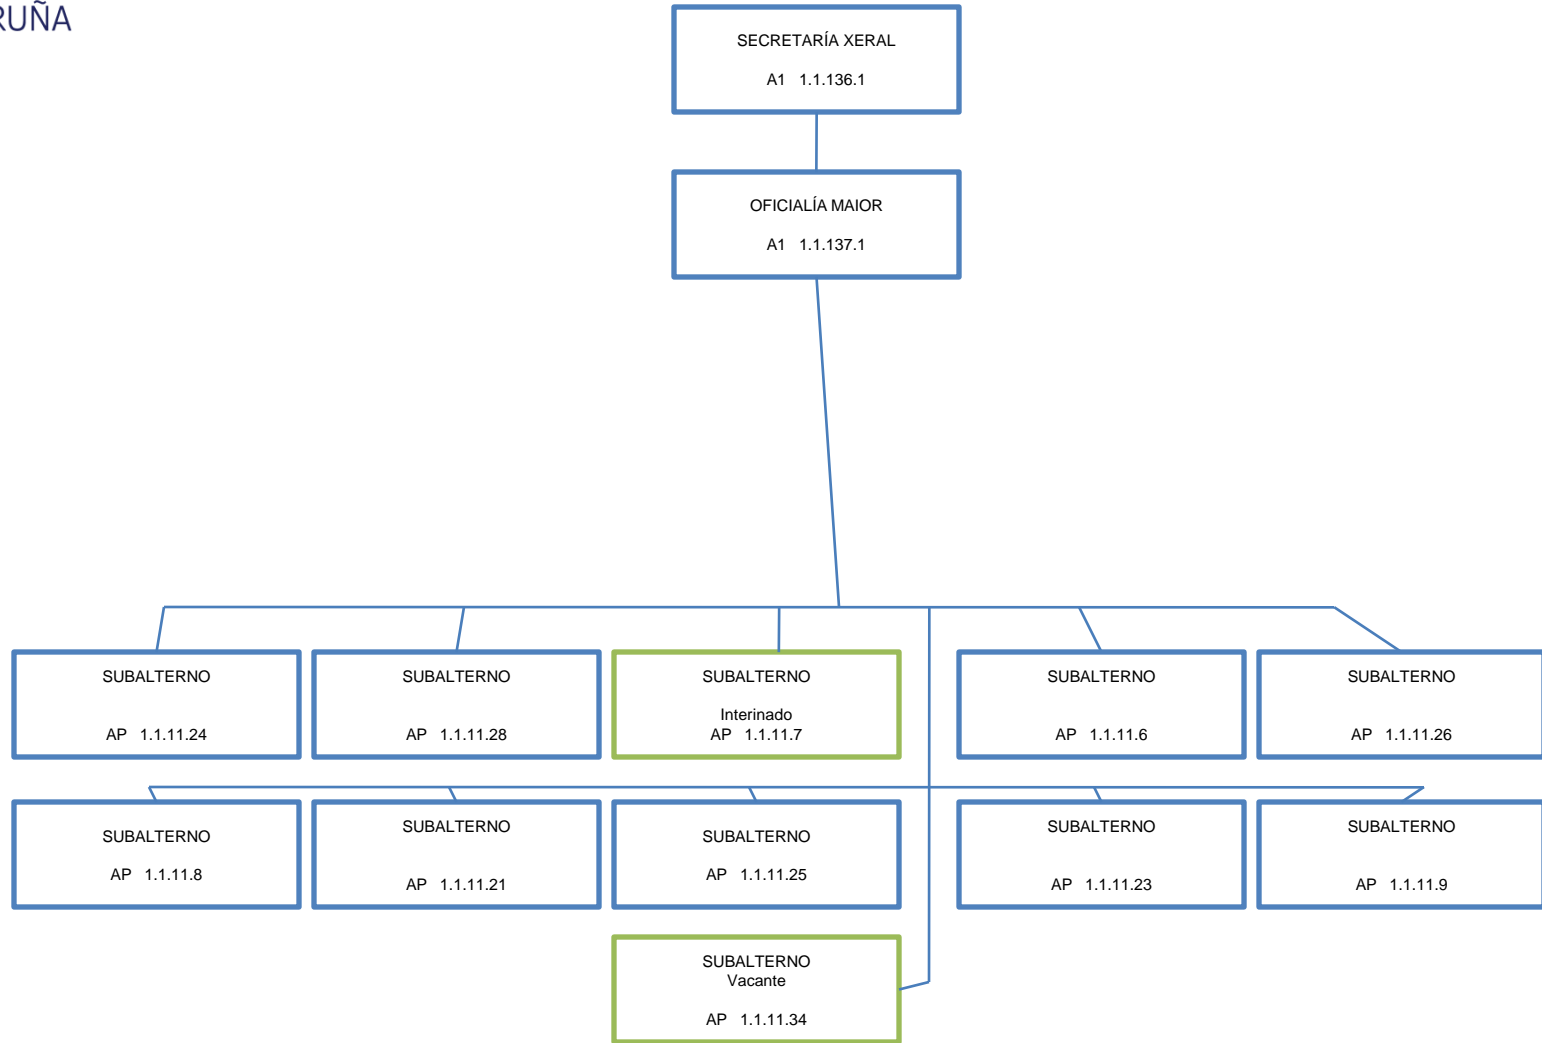 SECRETARÍA XERAL
A1 1.1.136.1
OFICIALÍA MAIOR
A1 1.1.137.1
SUBALTERNO
AP 1.1.11.24
SUBALTERNO
AP 1.1.11.28
SUBALTERNO
Interinado
AP 1.1.11.7
SUBALTERNO
AP 1.1.11.6
SUBALTERNO
AP 1.1.11.26
SUBALTERNO
AP 1.1.11.8
SUBALTERNO
AP 1.1.11.21
SUBALTERNO
AP 1.1.11.25
SUBALTERNO
AP 1.1.11.23
SUBALTERNO
AP 1.1.11.9
SUBALTERNO
Vacante
AP 1.1.11.34